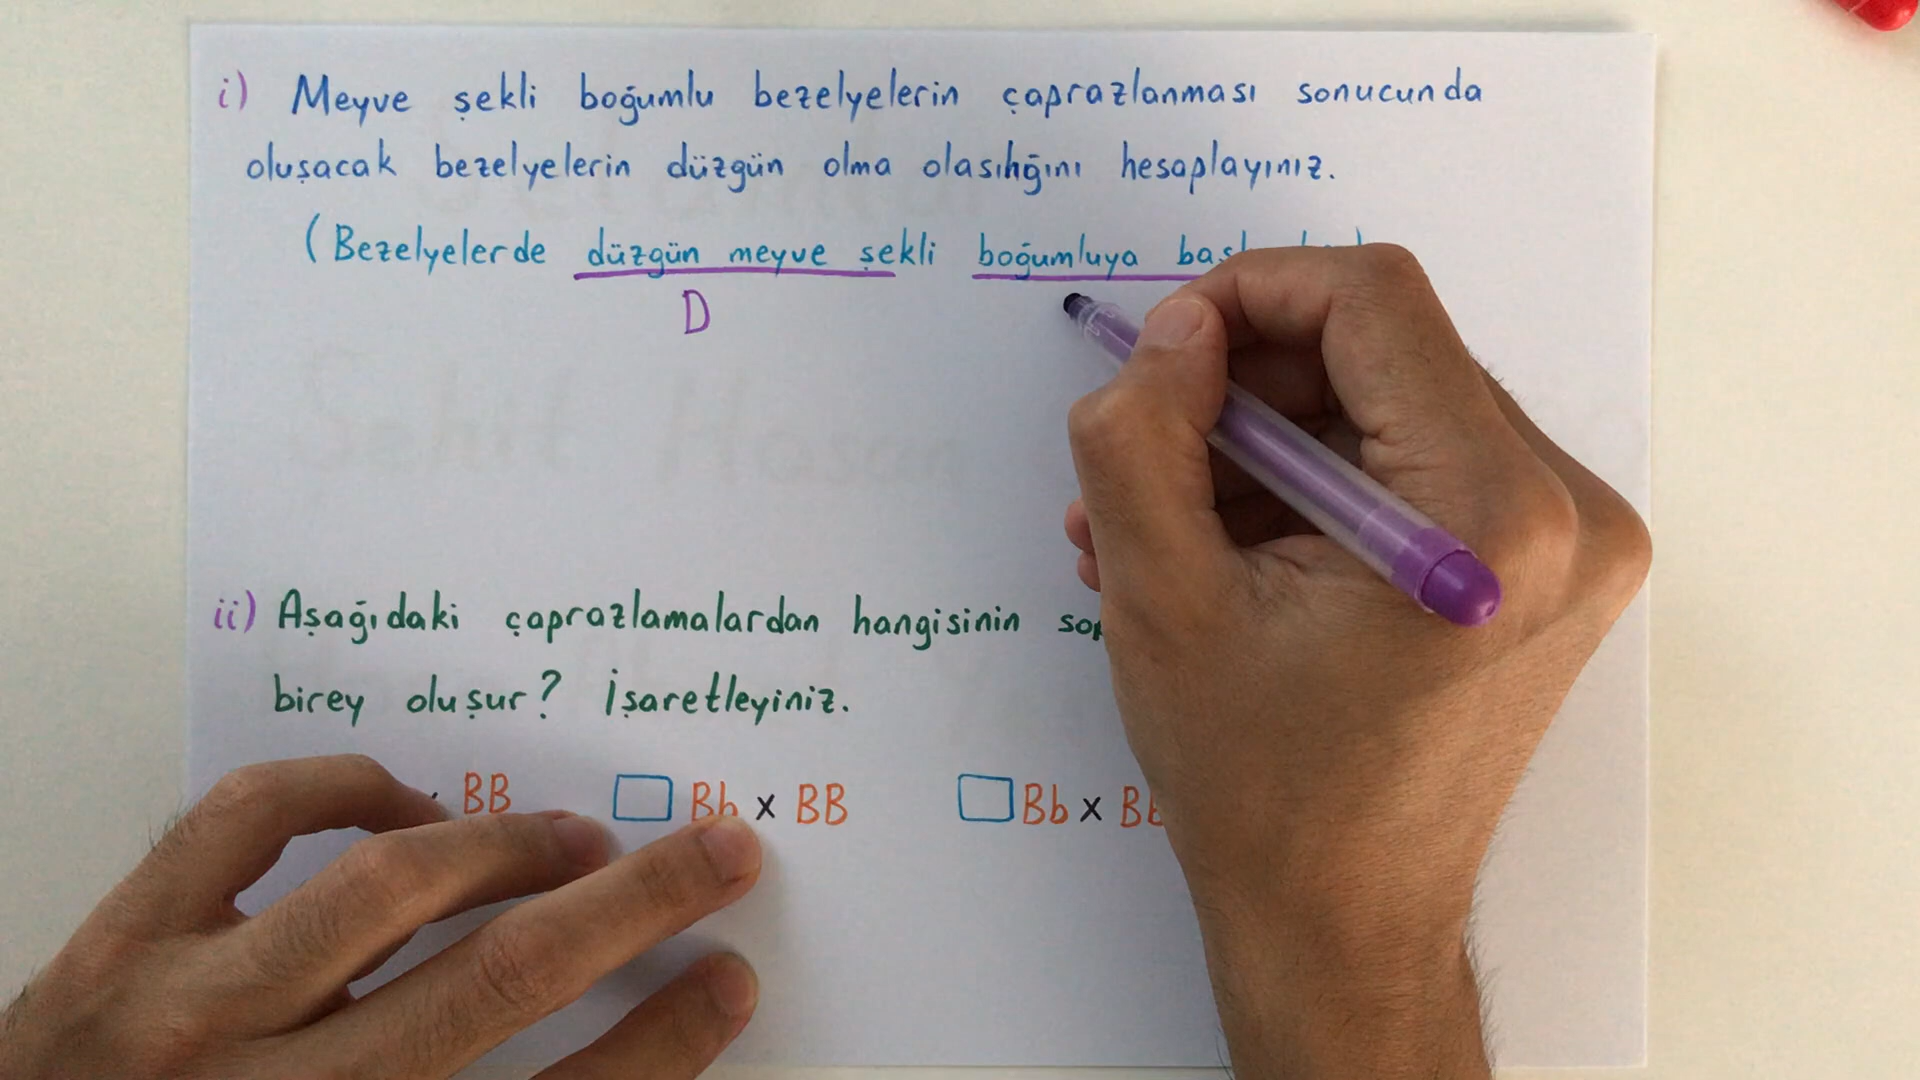 i) Meyve şekli boğumlu bezelyelerin çaprazlanması sonucunda
oluşacak bezelyelerin düzgün olma olasılığını hesaplayınız.
(Bezelyelerde düzgün meyve şekli boğumluya
D
ii) Aşağıdaki çaprazlamalardan hangisinin
birey oluşur? İşaretleyiniz.
BB Bb x BB Bb x